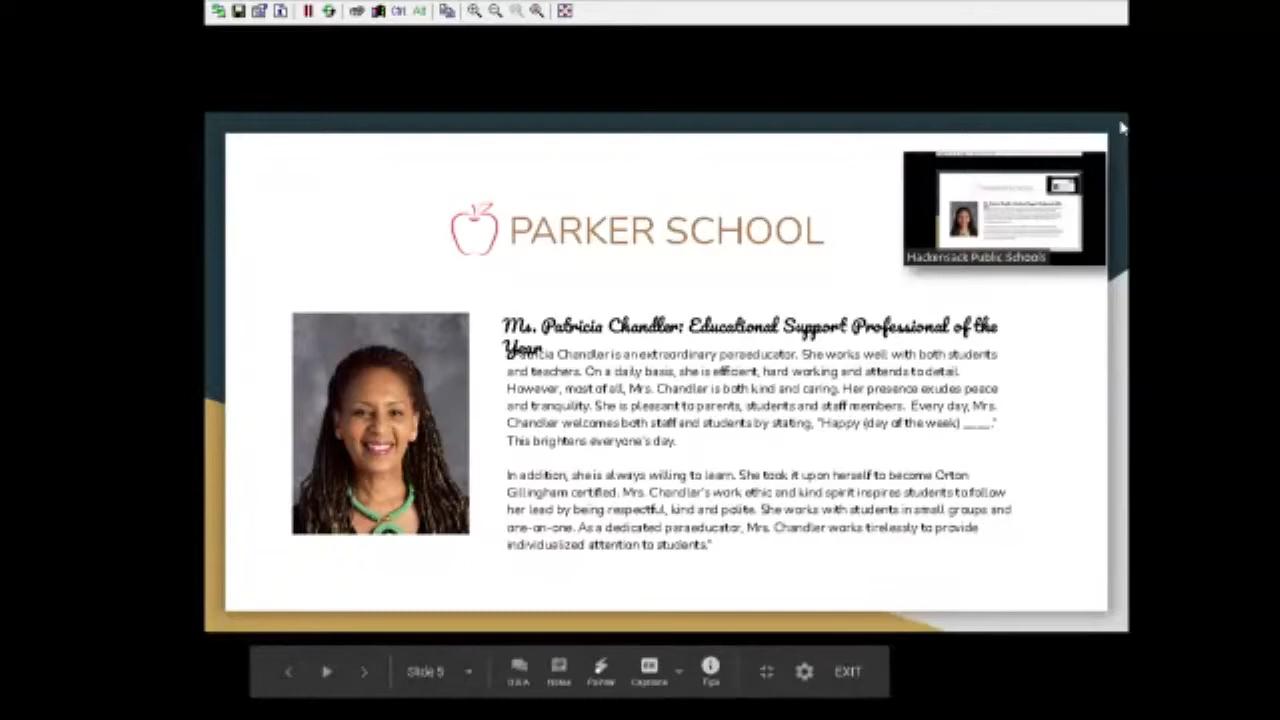 Ctrl Alt
PARKER SCHOOL
Hackensack Public Schools
Ms. Patricia Chandler: Educational Support Professional of the
Year
Patricia Chandler is an extraordinary paraeducator. She works well with both students
and teachers. On a daily basis, she is efficient, hard working and attends to detail.
However, most of all, Mrs. Chandler is both kind and caring. Her presence exudes peace
and tranquility. She is pleasant to parents, students and staff members. Every day, Mrs.
Chandler welcomes both staff and students by stating, "Happy (day of the week) ____."
This brightens everyone's day.
In addition, she is always willing to learn. She took it upon herself to become Orton
Gillingham certified. Mrs. Chandler's work ethic and kind spirit inspires students to follow
her lead by being respectful, kind and polite. She works with students in small groups and
one-on-one. As a dedicated paraeducator, Mrs. Chandler works tirelessly to provide
individualized attention to students."
Slide 5
Q&A Notes Pointer Captions Tips
EXIT